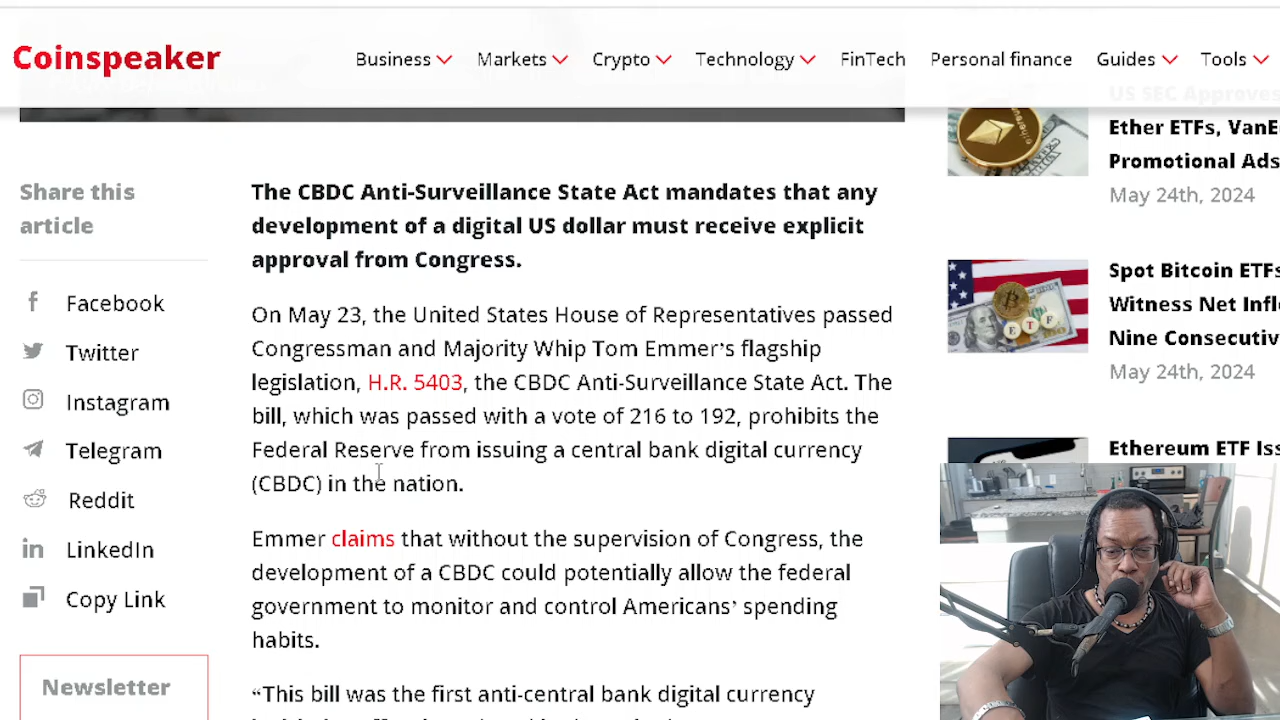 Coinspeaker
Business
Markets
Crypto
Technology
FinTech
Personal finance
Guides
Tools
Share this
article
Facebook
Twitter
Instagram
Telegram
Reddit
LinkedIn
Copy Link
Newsletter
The CBDC Anti-Surveillance State Act mandates that any
development of a digital US dollar must receive explicit
approval from Congress.
On May 23, the United States House of Representatives passed
Congressman and Majority Whip Tom Emmer’s flagship
legislation, H.R. 5403, the CBDC Anti-Surveillance State Act. The
bill, which was passed with a vote of 216 to 192, prohibits the
Federal Reserve from issuing a central bank digital currency
(CBDC) in the nation.
Emmer claims that without the supervision of Congress, the
development of a CBDC could potentially allow the federal
government to monitor and control Americans’ spending
habits.
“This bill was the first anti-central bank digital currency
US SEC Approves
Ether ETFs, VanE
Promotional Ads
May 24th, 2024
Spot Bitcoin ETFs
Witness Net Infl
Nine Consecutiv
May 24th, 2024
Ethereum ETF Iss
ETF